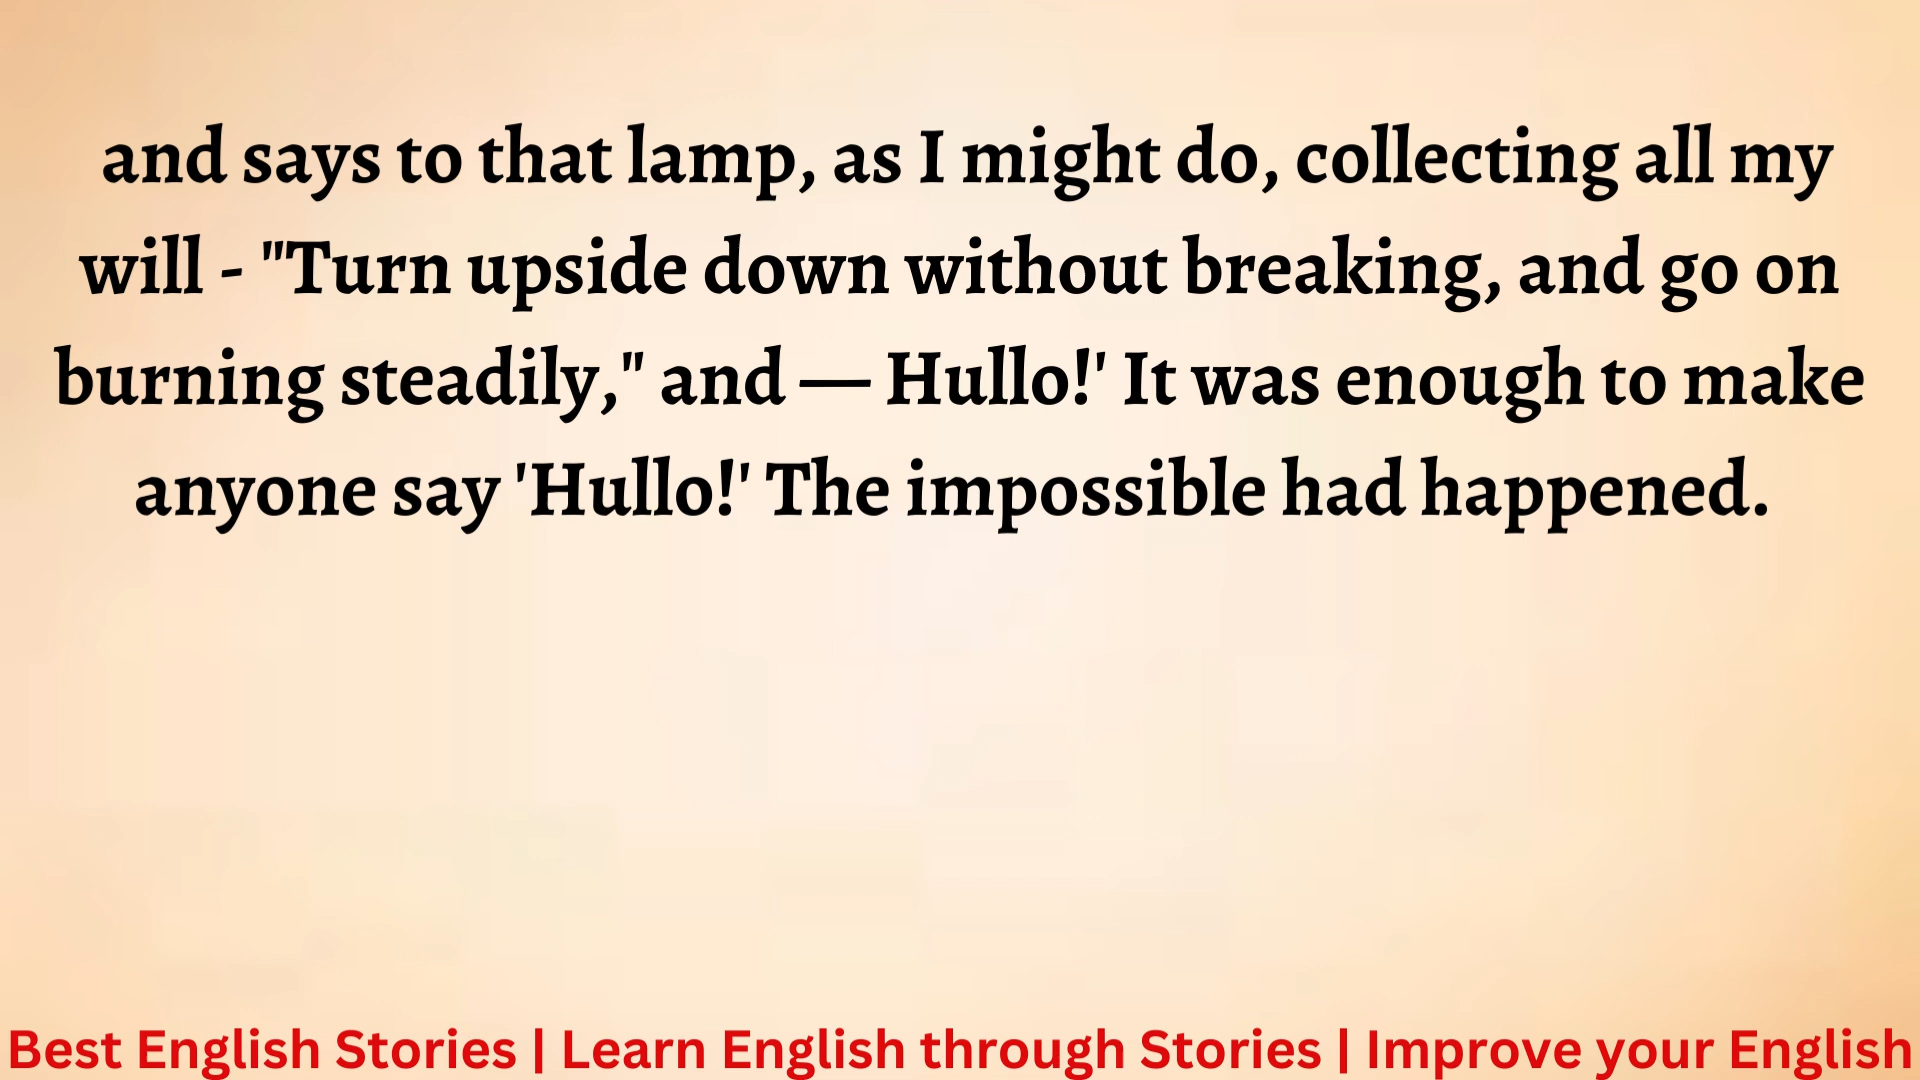 and says to that lamp, as I might do, collecting all my
will - "Turn upside down without breaking, and go on
burning steadily," and — Hullo!' It was enough to make
anyone say 'Hullo!' The impossible had happened.
Best English Stories | Learn English through Stories | Improve your English